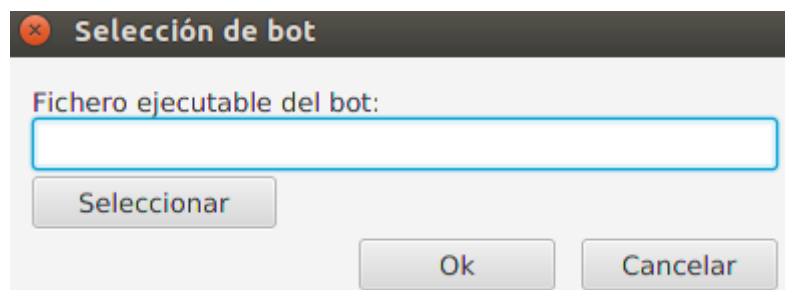 Selección de bot
Fichero ejecutable del bot:
Seleccionar
Ok Cancelar